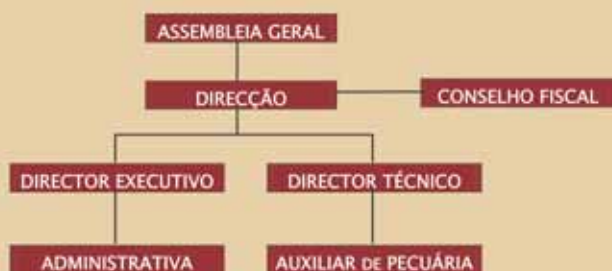 ASSEMBLEIA GERAL
DIRECÇÃO
CONSELHO FISCAL
DIRECTOR EXECUTIVO
DIRECTOR TÉCNICO
ADMINISTRATIVA
AUXILIAR DE PECUÁRIA